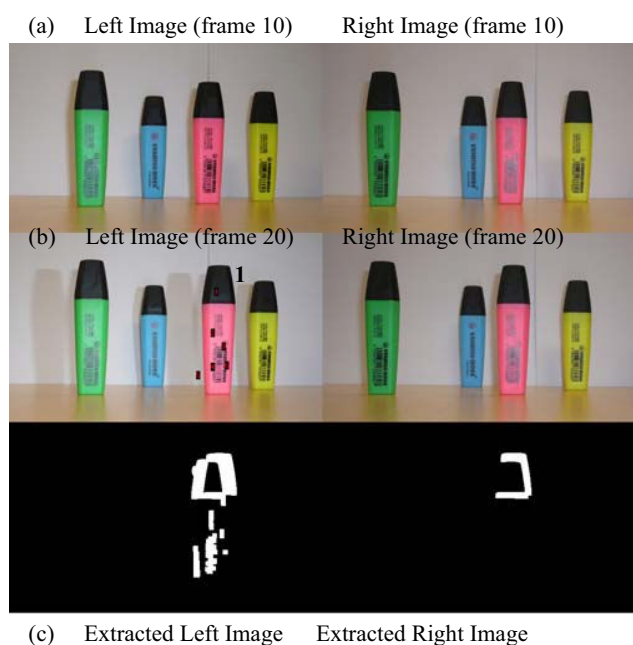 (a) Left Image (frame 10) Right Image (frame 10)
(b) Left Image (frame 20) Right Image (frame 20)
1
(c) Extracted Left Image Extracted Right Image